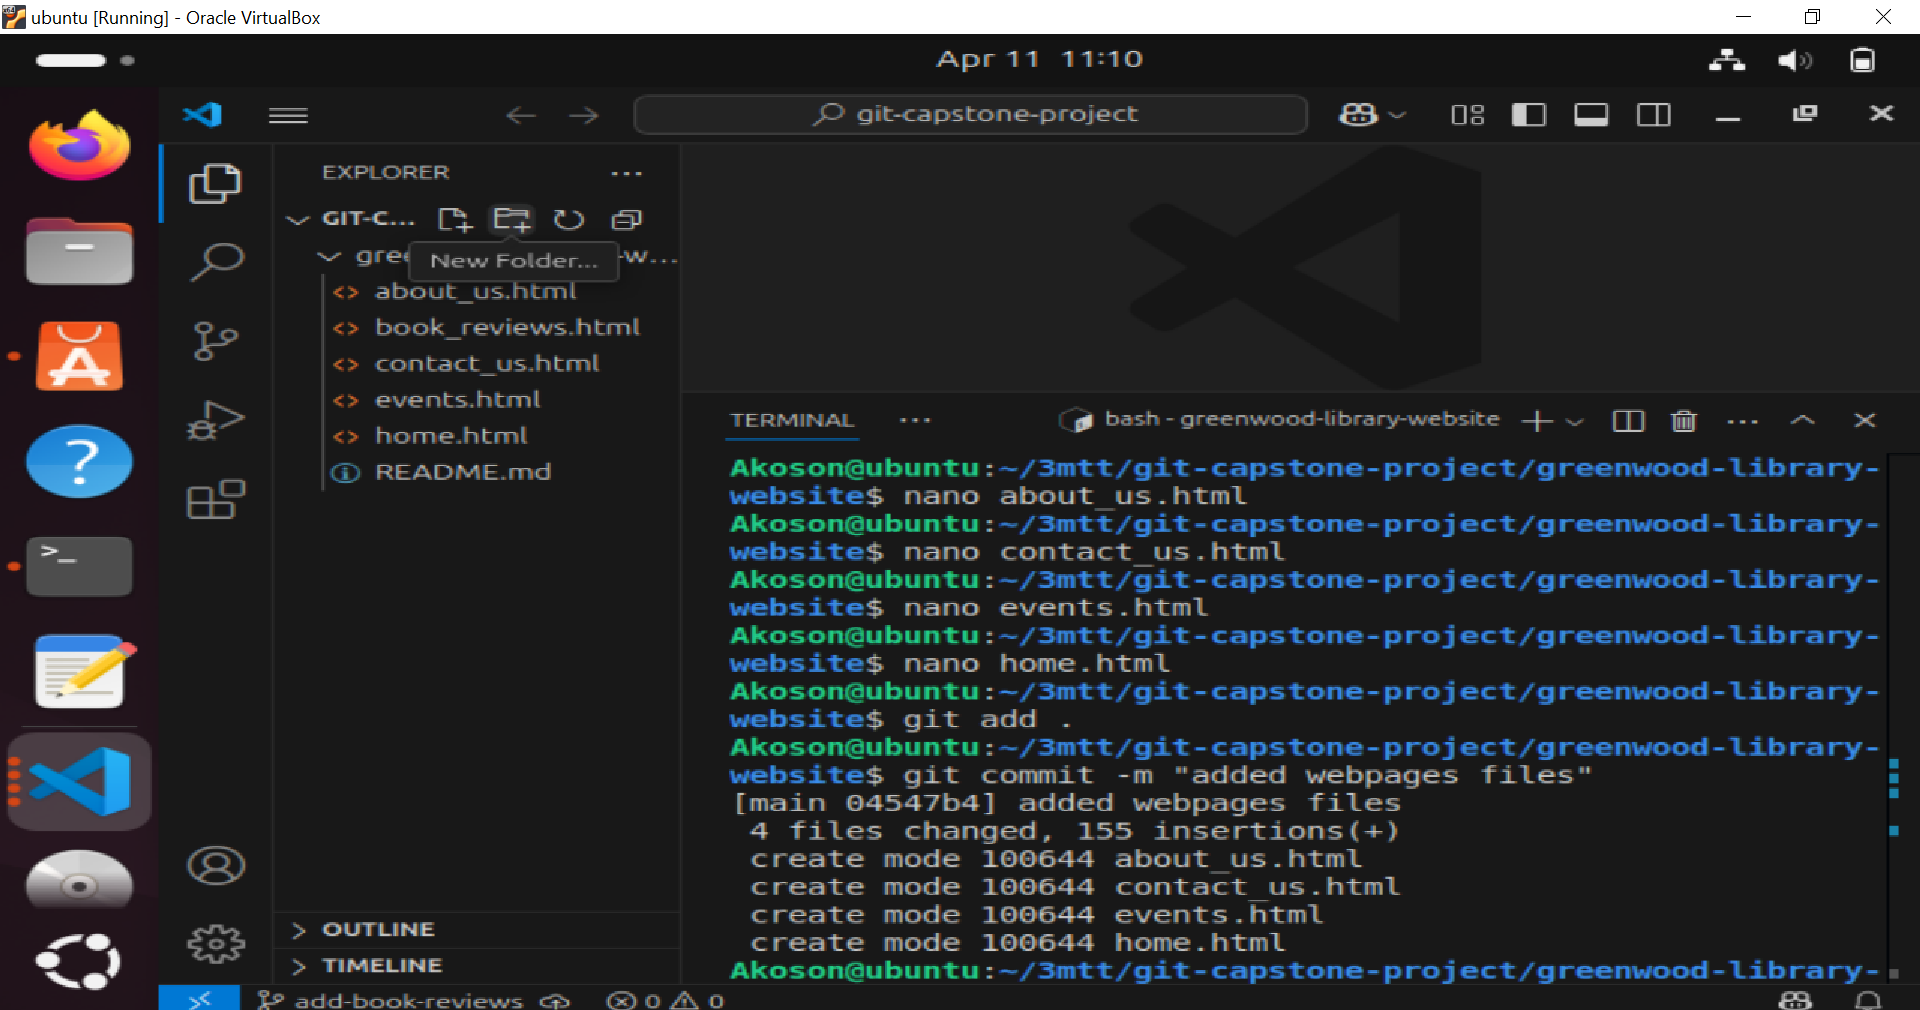 ubuntu [Running] - Oracle VirtualBox
Apr 11 11:10
git-capstone-project
EXPLORER
GIT-C...
New Folder...
about_us.html
book_reviews.html
contact_us.html
events.html
home.html
README.md
OUTLINE
TIMELINE
TERMINAL
bash - greenwood-library-website
Akoson@ubuntu:~/3mtt/git-capstone-project/greenwood-library-
website$ nano about_us.html
Akoson@ubuntu:~/3mtt/git-capstone-project/greenwood-library-
website$ nano contact_us.html
Akoson@ubuntu:~/3mtt/git-capstone-project/greenwood-library-
website$ nano events.html
Akoson@ubuntu:~/3mtt/git-capstone-project/greenwood-library-
website$ nano home.html
Akoson@ubuntu:~/3mtt/git-capstone-project/greenwood-library-
website$ git add .
Akoson@ubuntu:~/3mtt/git-capstone-project/greenwood-library-
website$ git commit -m "added webpages files"
[main 04547b4] added webpages files
4 files changed, 155 insertions(+)
create mode 100644 about_us.html
create mode 100644 contact_us.html
create mode 100644 events.html
create mode 100644 home.html
Akoson@ubuntu:~/3mtt/git-capstone-project/greenwood-library-
add-book-reviews 0 0